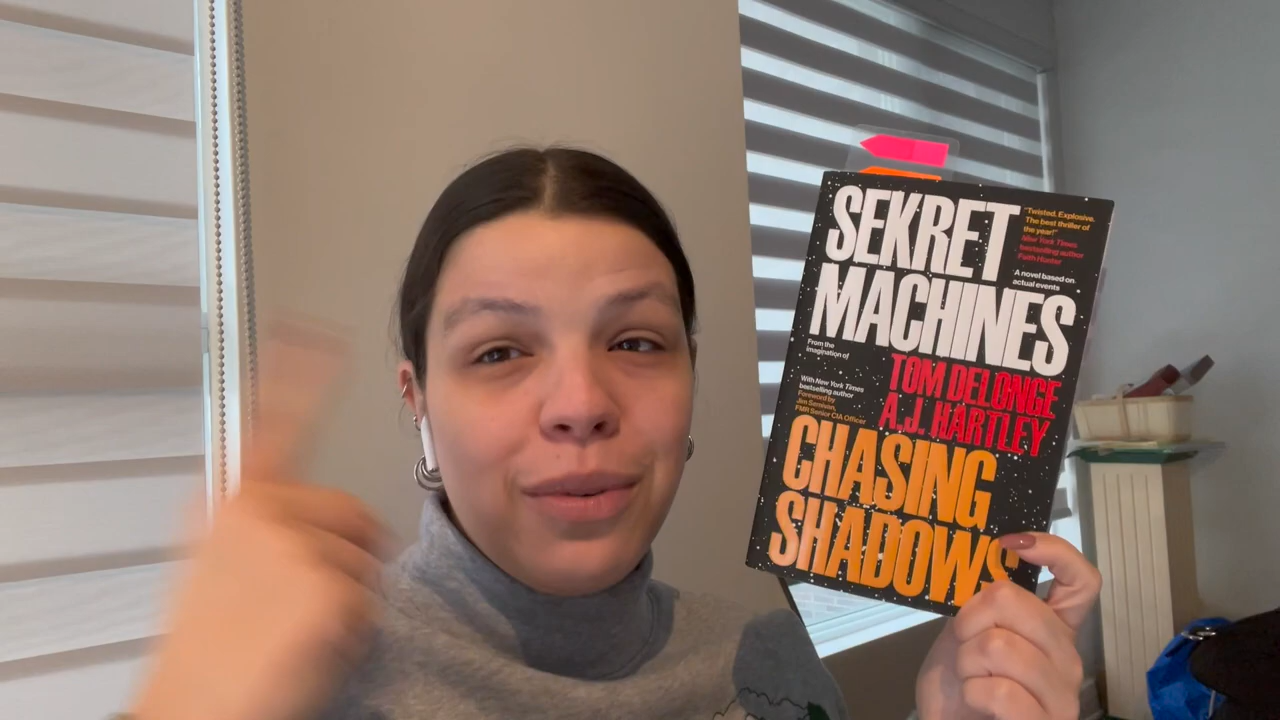 SEKRET
MACHINES
"Twisted. Explosive.
The best thriller of
the year!"
New York Times
bestselling author
Faith Hunter
A novel based on
actual events
From the
imagination of
TOM DELONGE
A.J. HARTLEY
With New York Times
bestselling author
Foreword by
Jim Semivan,
FMR Senior CIA Officer
CHASING
SHADOWS